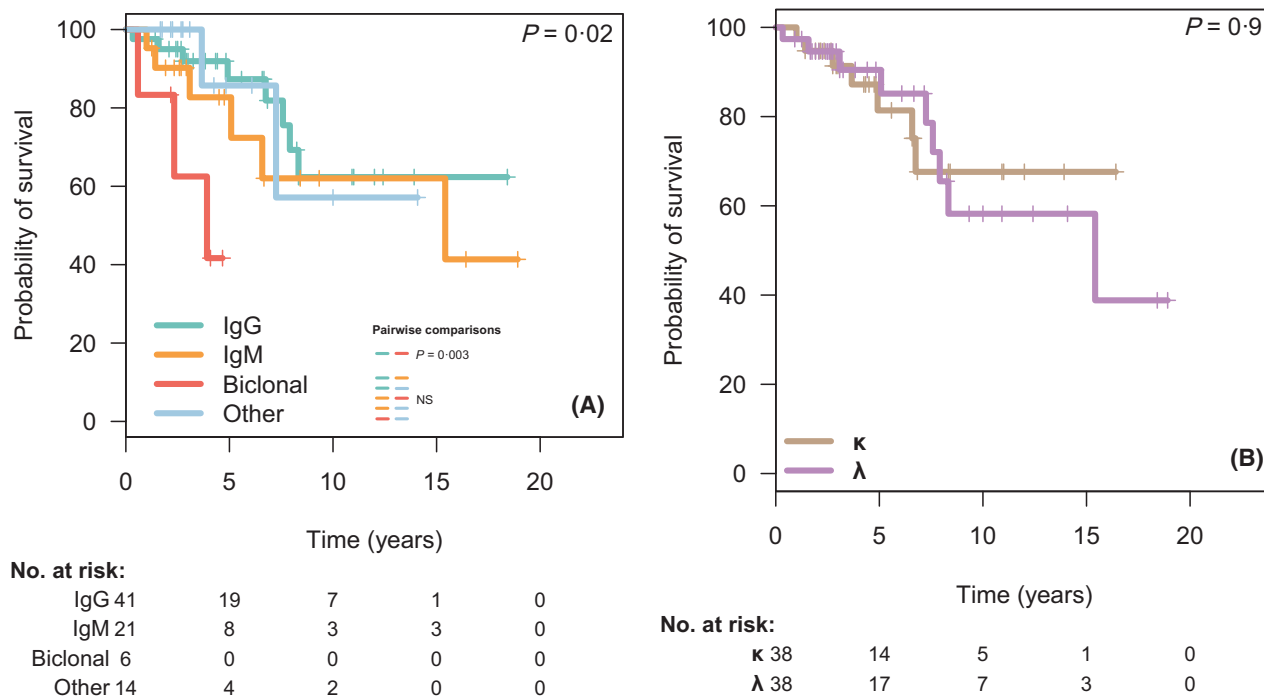 P = 0·02
Probability of survival
100
80
60
40
20
0
IgG
IgM
Biclonal
Other
Pairwise comparisons
P = 0·003
NS
(A)
0 5 10 15 20
Time (years)
No. at risk:
IgG 41 19 7 1 0
IgM 21 8 3 3 0
Biclonal 6 0 0 0 0
Other 14 4 2 0 0
P = 0·9
Probability of survival
100
80
60
40
20
0
κ
λ
(B)
0 5 10 15 20
Time (years)
No. at risk:
κ 38 14 5 1 0
λ 38 17 7 3 0